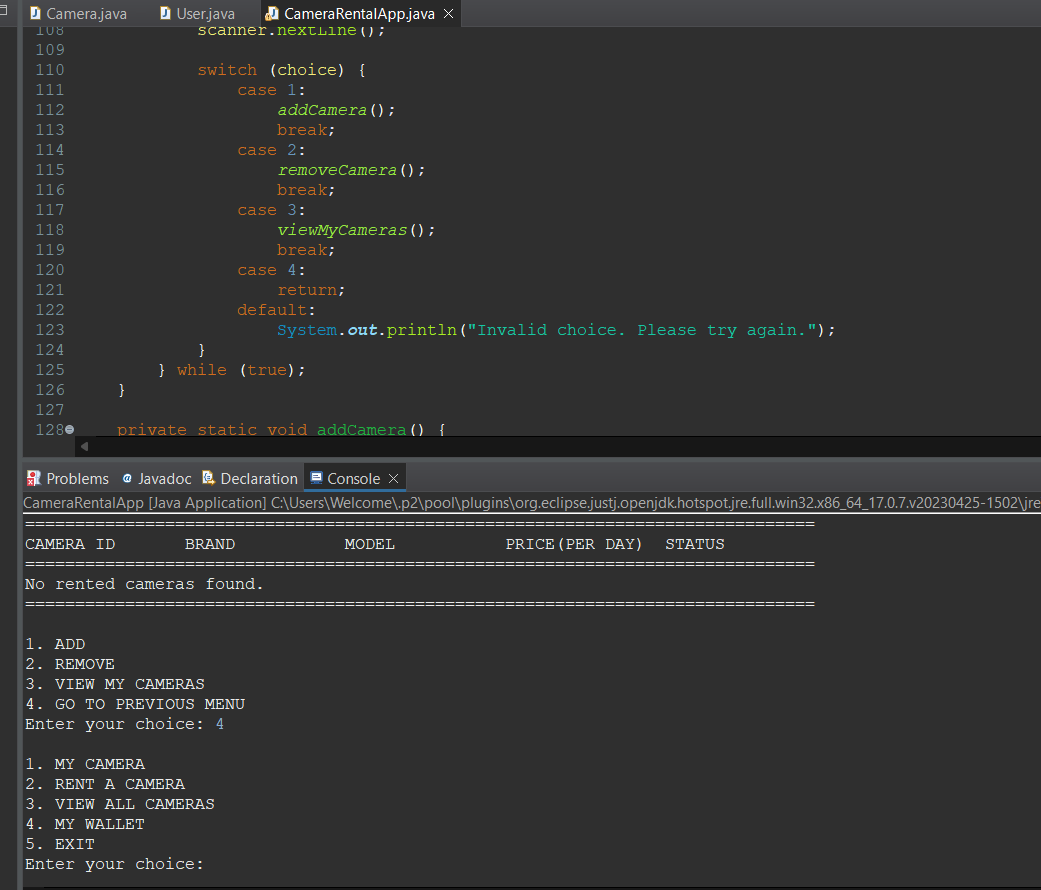 Camera.java User.java CameraRentalApp.java
108 scanner.nextLine();
109
110 switch (choice) {
111 case 1:
112 addCamera();
113 break;
114 case 2:
115 removeCamera();
116 break;
117 case 3:
118 viewMyCameras();
119 break;
120 case 4:
121 return;
122 default:
123 System.out.println("Invalid choice. Please try again.");
124 }
125 } while (true);
126 }
127
128 private static void addCamera() {
Problems @ Javadoc Declaration Console
CameraRentalApp [Java Application] C:\Users\Welcome\.p2\pool\plugins\org.eclipse.justj.openjdk.hotspot.jre.full.win32.x86_64_17.0.7.v20230425-1502\jre
===============================================================================
CAMERA ID BRAND MODEL PRICE(PER DAY) STATUS
===============================================================================
No rented cameras found.
===============================================================================
1. ADD
2. REMOVE
3. VIEW MY CAMERAS
4. GO TO PREVIOUS MENU
Enter your choice: 4
1. MY CAMERA
2. RENT A CAMERA
3. VIEW ALL CAMERAS
4. MY WALLET
5. EXIT
Enter your choice: